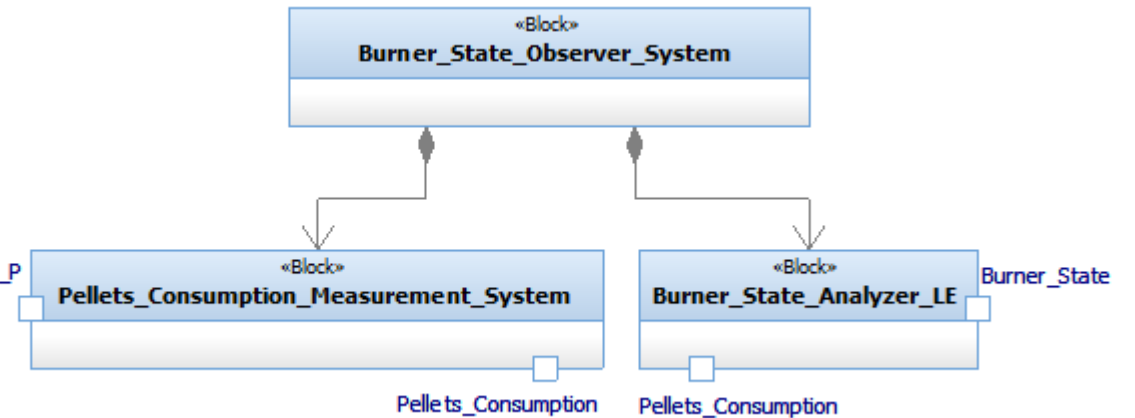 «Block»
Burner_State_Observer_System
«Block»
Pellets_Consumption_Measurement_System
«Block»
Burner_State_Analyzer_LE
_P
Burner_State
Pellets_Consumption
Pellets_Consumption